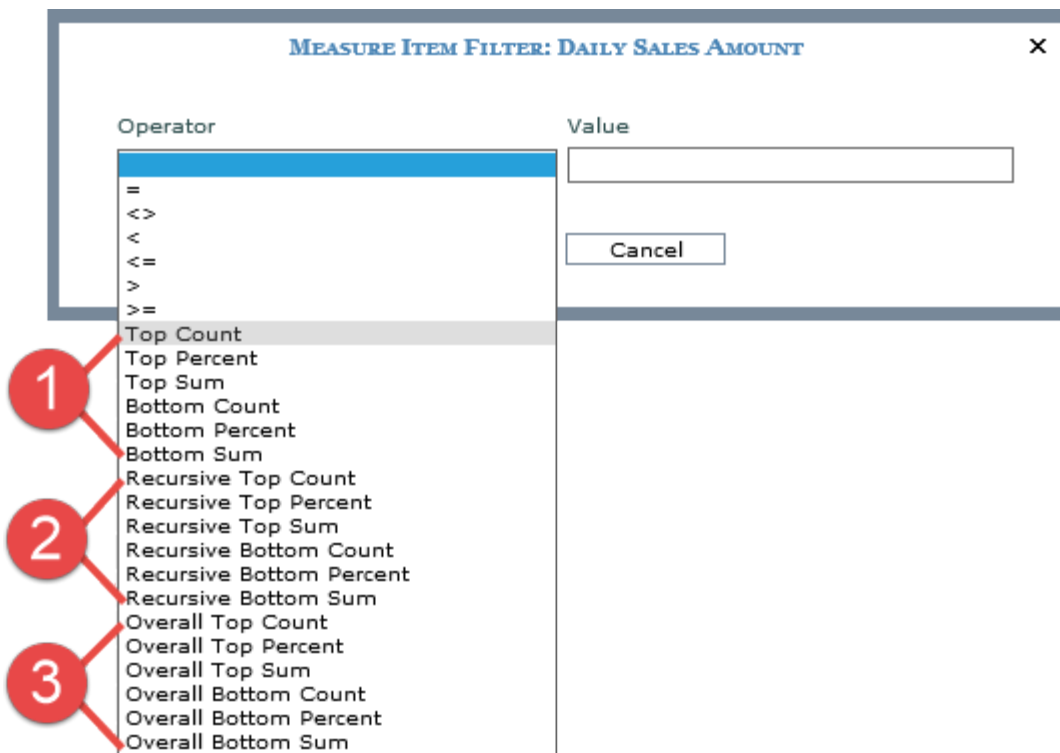 MEASURE ITEM FILTER: DAILY SALES AMOUNT ×
Operator Value
=
<>
<
<=
Cancel
>
>=
Top Count
Top Percent
1
Top Sum
Bottom Count
Bottom Percent
Bottom Sum
Recursive Top Count
Recursive Top Percent
2
Recursive Top Sum
Recursive Bottom Count
Recursive Bottom Percent
Recursive Bottom Sum
Overall Top Count
Overall Top Percent
3
Overall Top Sum
Overall Bottom Count
Overall Bottom Percent
Overall Bottom Sum